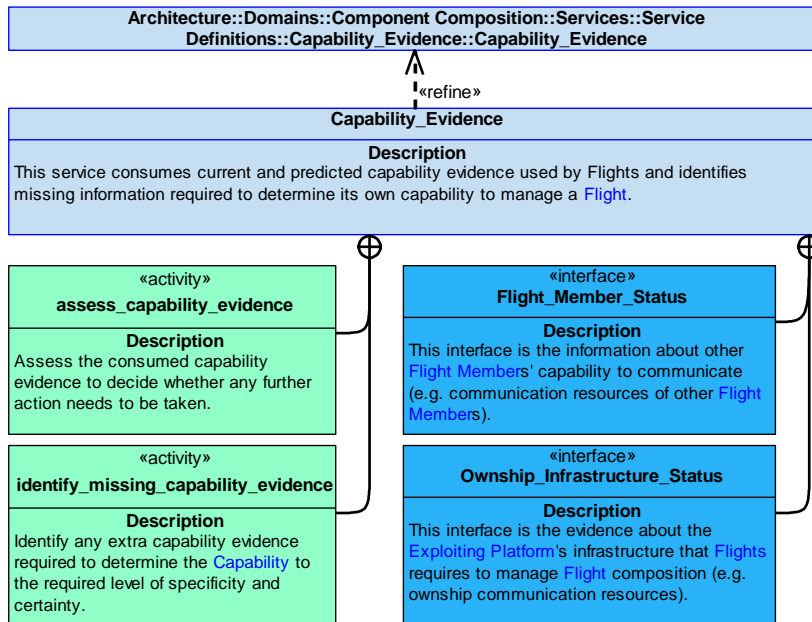 Architecture::Domains::Component Composition::Services::Service
Definitions::Capability_Evidence::Capability_Evidence
«refine»
Capability_Evidence
Description
This service consumes current and predicted capability evidence used by Flights and identifies
missing information required to determine its own capability to manage a Flight.
«activity»
assess_capability_evidence
Description
Assess the consumed capability
evidence to decide whether any further
action needs to be taken.
«interface»
Flight_Member_Status
Description
This interface is the information about other
Flight Members' capability to communicate
(e.g. communication resources of other Flight
Members).
«activity»
identify_missing_capability_evidence
Description
Identify any extra capability evidence
required to determine the Capability to
the required level of specificity and
certainty.
«interface»
Ownship_Infrastructure_Status
Description
This interface is the evidence about the
Exploiting Platform's infrastructure that Flights
requires to manage Flight composition (e.g.
ownship communication resources).